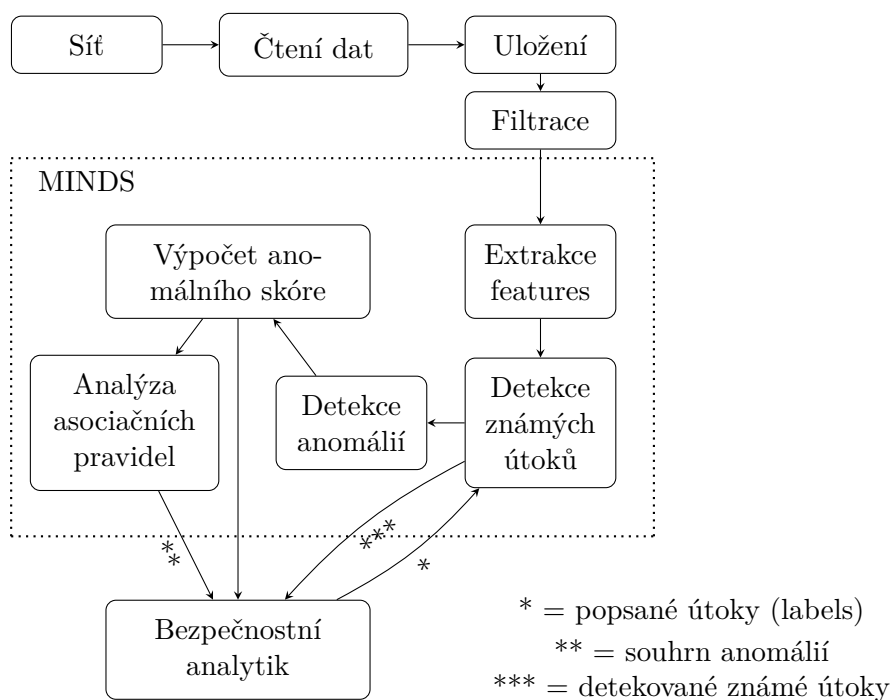 Síť
Čtení dat
Uložení
Filtrace
MINDS
Výpočet ano-
málního skóre
Extrakce
features
Analýza
asociačních
pravidel
Detekce
anomálií
Detekce
známých
útoků
**
***
*
Bezpečnostní
analytik
* = popsané útoky (labels)
** = souhrn anomálií
*** = detekované známé útoky